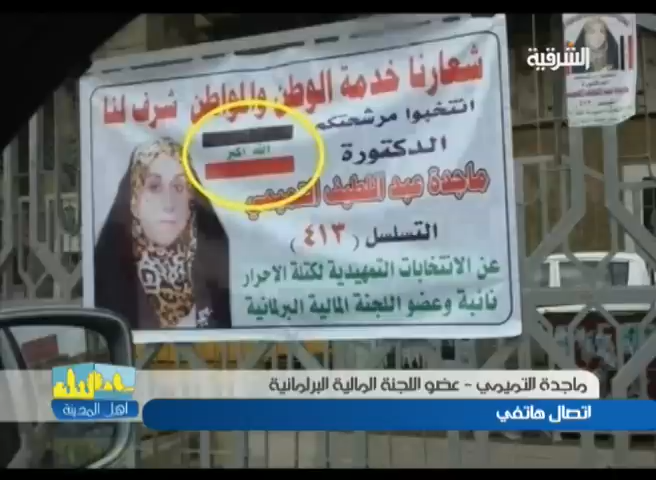 الشرقية
شعارنا خدمة الوطن والمواطن شرف لنا
انتخبوا مرشحتكم
الدكتورة
الله اكبر
ماجدة عبد اللطيف التميمي
التسلسل (٤١٣)
عن الانتخابات التمهيدية لكتلة الاحرار
نائبة وعضو اللجنة المالية البرلمانية
ماجدة التميمي - عضو اللجنة المالية البرلمانية
اتصال هاتفي
اهل المدينة